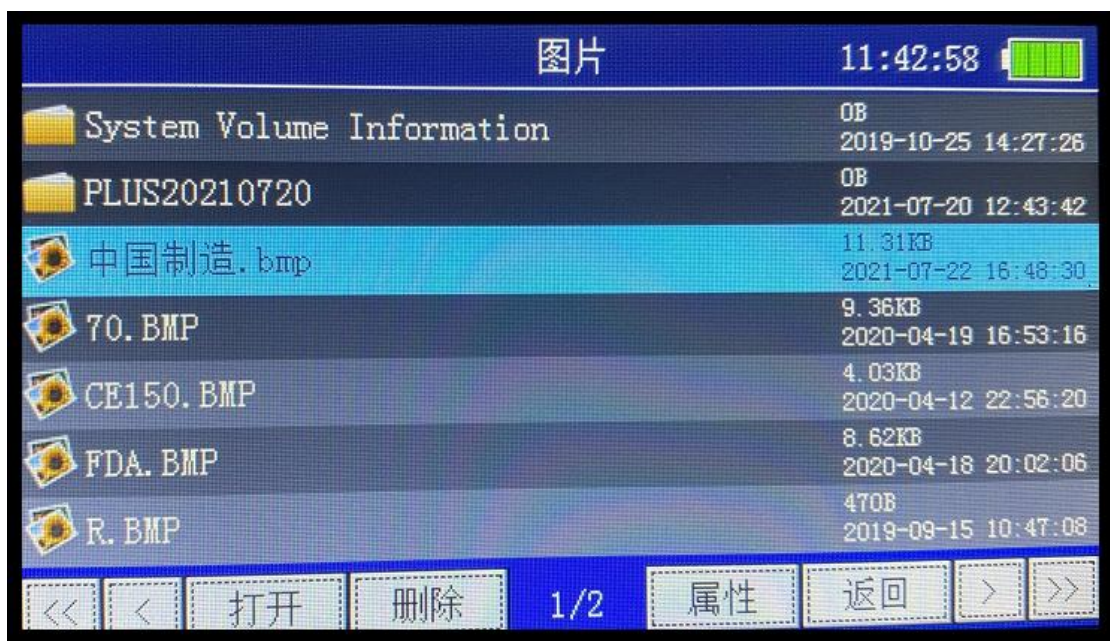 图片 11:42:58
System Volume Information 0B
2019-10-25 14:27:26
PLUS20210720 0B
2021-07-20 12:43:42
中国制造.bmp 11.31KB
2021-07-22 16:48:30
70.BMP 9.36KB
2020-04-19 16:53:16
CE150.BMP 4.03KB
2020-04-12 22:56:20
FDA.BMP 8.62KB
2020-04-18 20:02:06
R.BMP 470B
2019-09-15 10:47:08
<< < 打开 删除 1/2 属性 返回 > >>